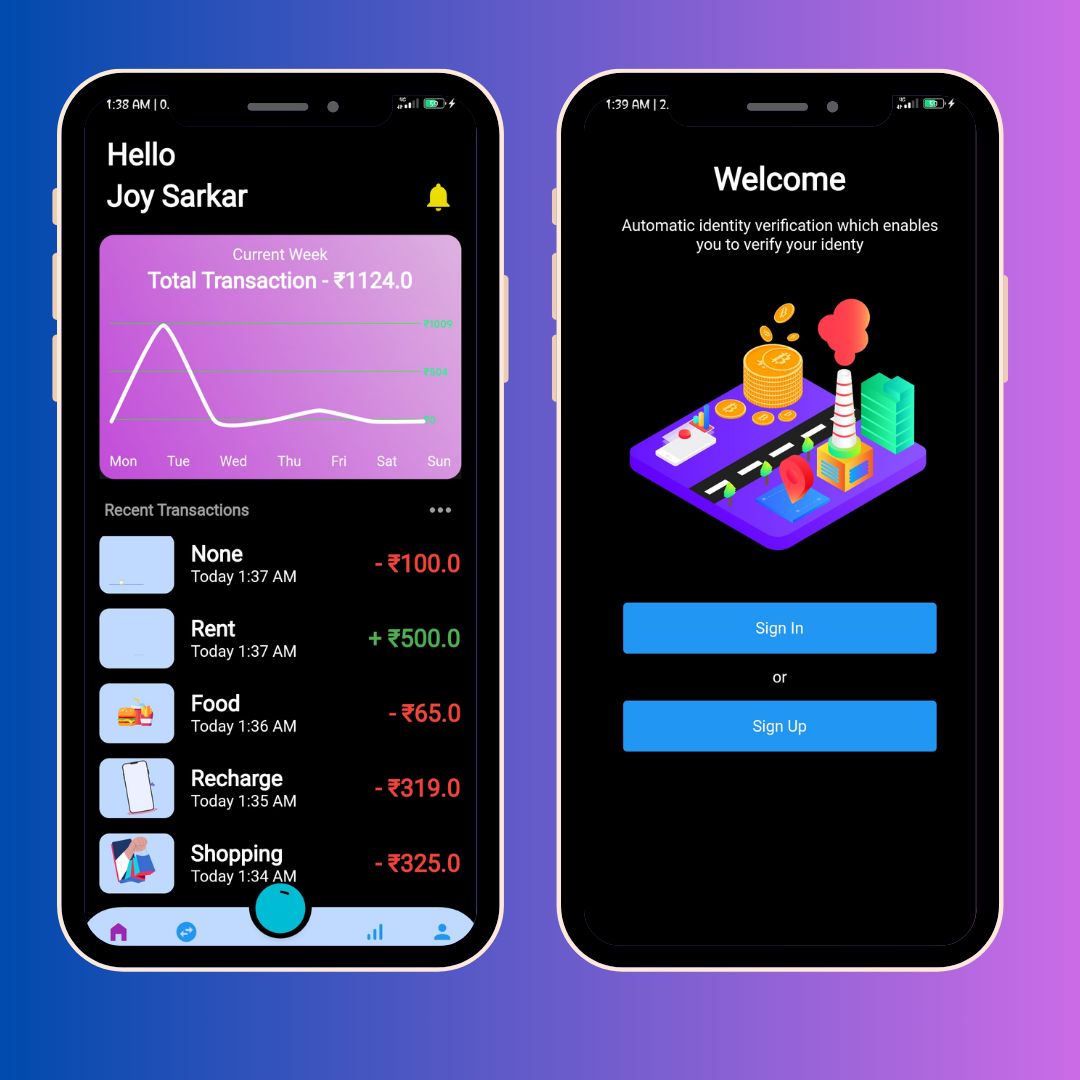 1:38 AM | 0.
4G
50
Hello
Joy Sarkar
Current Week
Total Transaction - ₹1124.0
₹1009
₹504
₹0
Mon Tue Wed Thu Fri Sat Sun
Recent Transactions
None
Today 1:37 AM
- ₹100.0
Rent
Today 1:37 AM
+ ₹500.0
Food
Today 1:36 AM
- ₹65.0
Recharge
Today 1:35 AM
- ₹319.0
Shopping
Today 1:34 AM
- ₹325.0
1:39 AM | 2.
4G
50
Welcome
Automatic identity verification which enables
you to verify your identy
Sign In
or
Sign Up